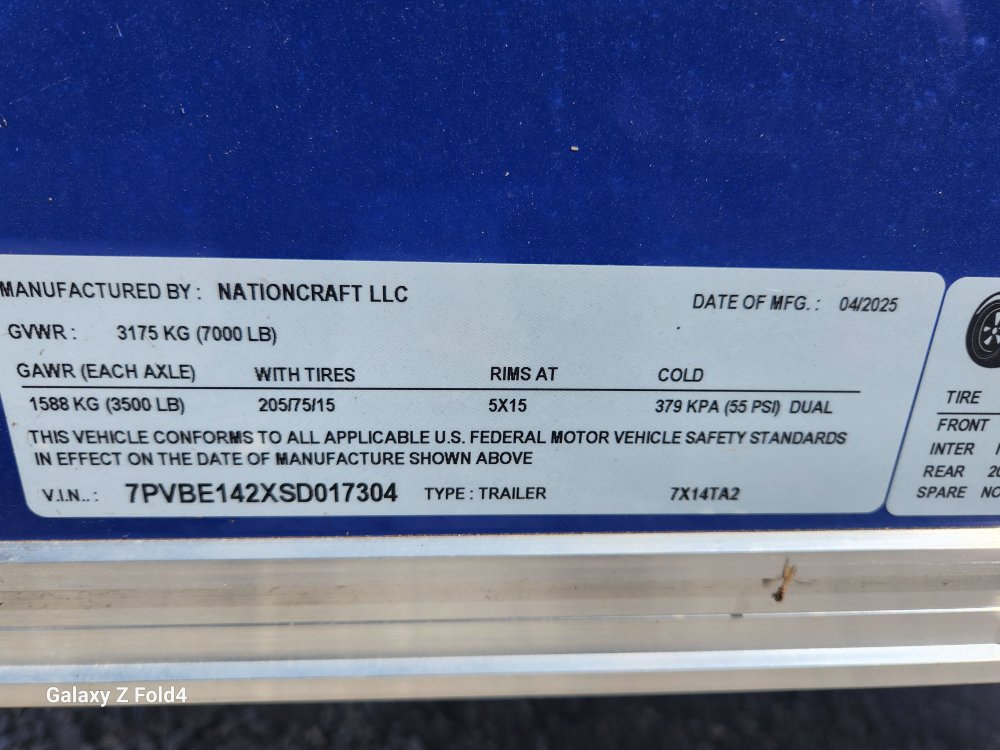 MANUFACTURED BY : NATIONCRAFT LLC DATE OF MFG. : 04/2025
GVWR : 3175 KG (7000 LB)
GAWR (EACH AXLE) WITH TIRES RIMS AT COLD
1588 KG (3500 LB) 205/75/15 5X15 379 KPA (55 PSI) DUAL
THIS VEHICLE CONFORMS TO ALL APPLICABLE U.S. FEDERAL MOTOR VEHICLE SAFETY STANDARDS
IN EFFECT ON THE DATE OF MANUFACTURE SHOWN ABOVE
V.I.N.. : 7PVBE142XSD017304 TYPE : TRAILER 7X14TA2
TIRE
FRONT
INTER
REAR 20
SPARE NO
Galaxy Z Fold4